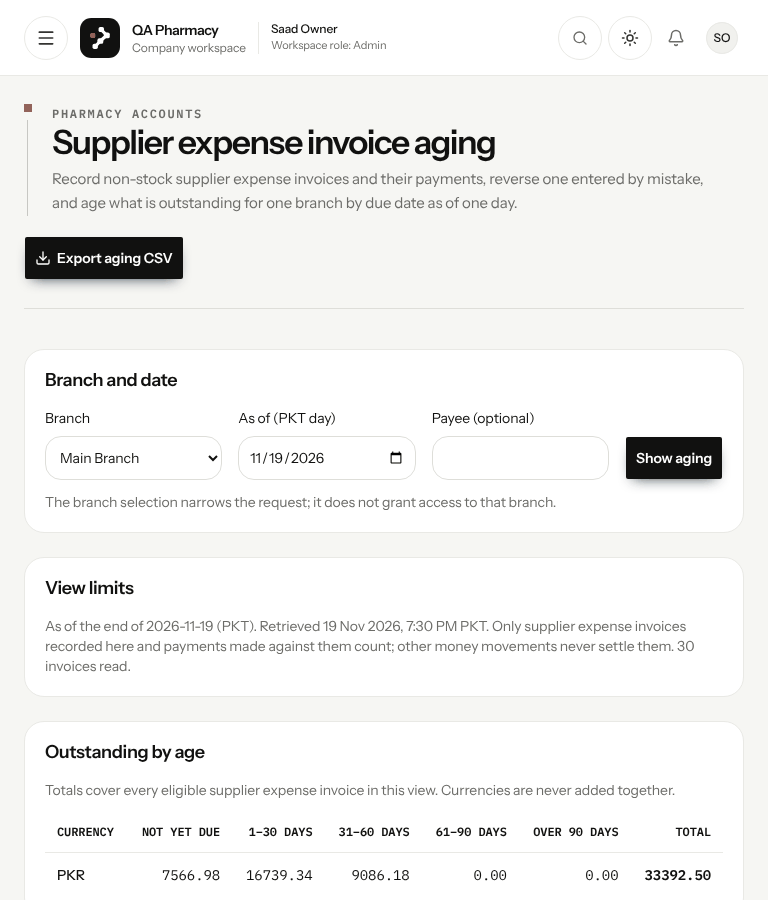 QA Pharmacy
Company workspace
Saad Owner
Workspace role: Admin
SO
PHARMACY ACCOUNTS
Supplier expense invoice aging
Record non-stock supplier expense invoices and their payments, reverse one entered by mistake,
and age what is outstanding for one branch by due date as of one day.
Export aging CSV
Branch and date
Branch As of (PKT day) Payee (optional)
Main Branch 11/19/2026 Show aging
The branch selection narrows the request; it does not grant access to that branch.
View limits
As of the end of 2026-11-19 (PKT). Retrieved 19 Nov 2026, 7:30 PM PKT. Only supplier expense invoices
recorded here and payments made against them count; other money movements never settle them. 30
invoices read.
Outstanding by age
Totals cover every eligible supplier expense invoice in this view. Currencies are never added together.
CURRENCY NOT YET DUE 1–30 DAYS 31–60 DAYS 61–90 DAYS OVER 90 DAYS TOTAL
PKR 7566.98 16739.34 9086.18 0.00 0.00 33392.50